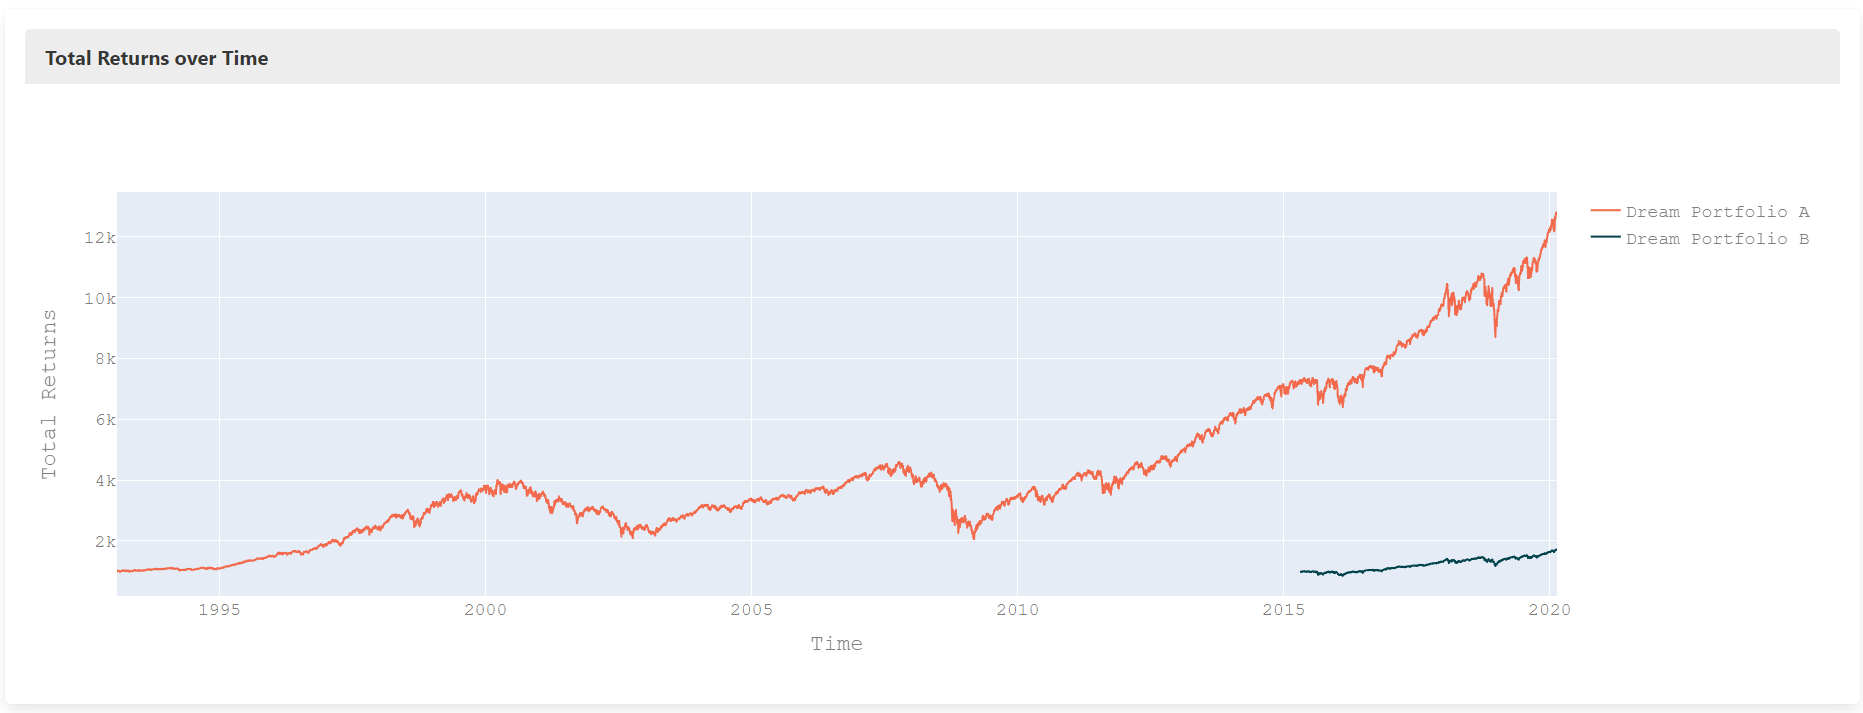 Total Returns over Time
Dream Portfolio A
Dream Portfolio B
Total Returns
12k
10k
8k
6k
4k
2k
1995 2000 2005 2010 2015 2020
Time